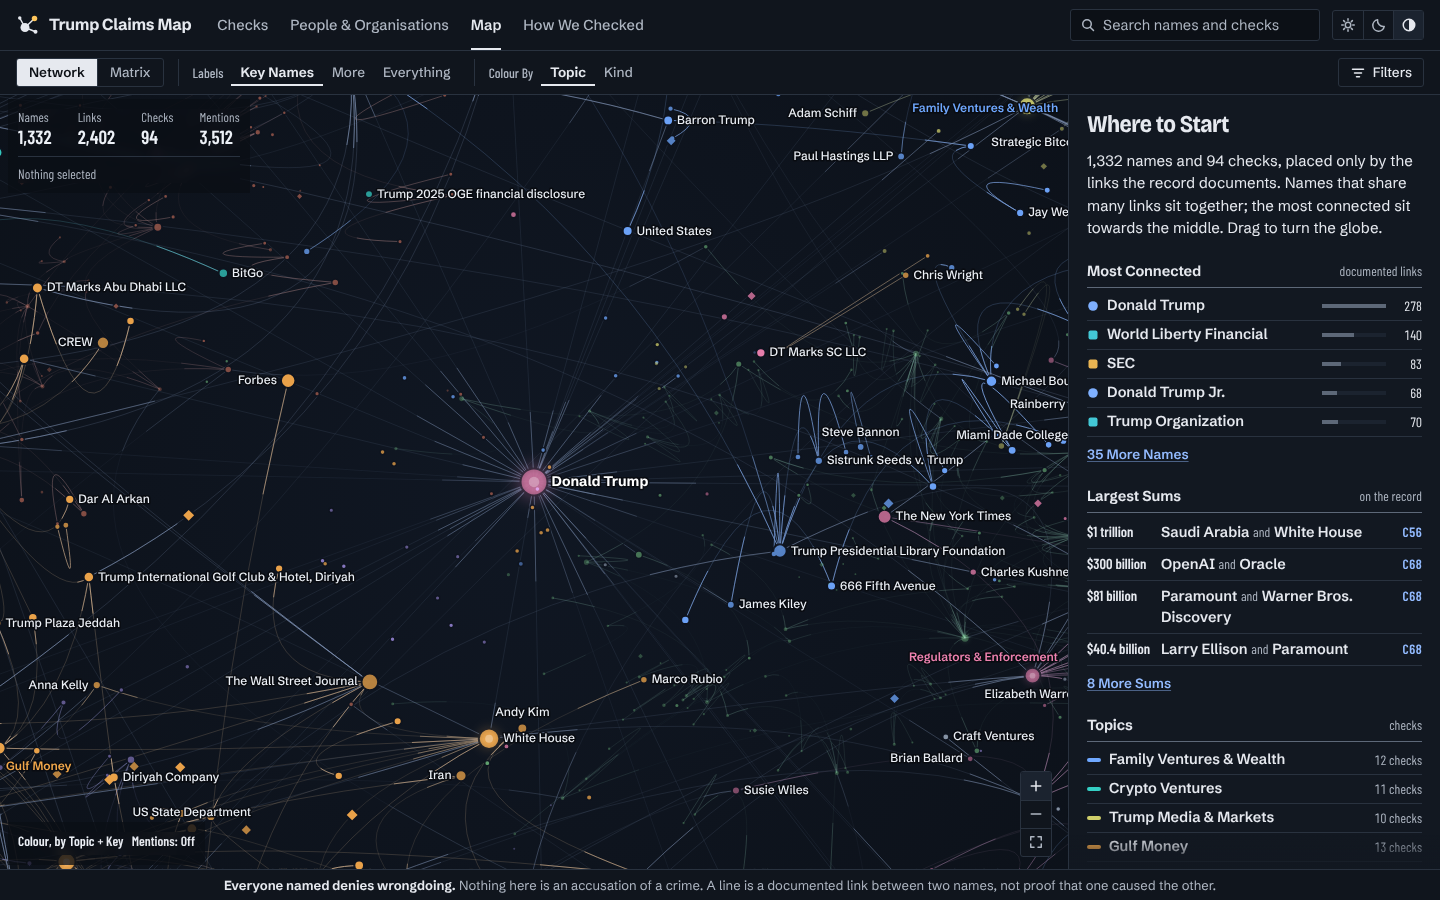 Trump Claims Map
Checks
People & Organisations
Map
How We Checked
Search names and checks
Network
Matrix
Labels
Key Names
More
Everything
Colour By
Topic
Kind
Filters
Names
Links
Checks
Mentions
1,332
2,402
94
3,512
Nothing selected
Family Ventures & Wealth
Barron Trump
Adam Schiff
Strategic Bitc
Paul Hastings LLP
Trump 2025 OGE financial disclosure
Jay We
United States
BitGo
Chris Wright
DT Marks Abu Dhabi LLC
CREW
DT Marks SC LLC
Forbes
Michael Bou
Rainberry
Steve Bannon
Miami Dade College
Sistrunk Seeds v. Trump
Donald Trump
Dar Al Arkan
The New York Times
Trump Presidential Library Foundation
Charles Kushne
Trump International Golf Club & Hotel, Diriyah
666 Fifth Avenue
James Kiley
Trump Plaza Jeddah
Regulators & Enforcement
Marco Rubio
The Wall Street Journal
Anna Kelly
Elizabeth Warr
Andy Kim
White House
Craft Ventures
Brian Ballard
Gulf Money
Diriyah Company
Iran
Susie Wiles
US State Department
Colour, by Topic + Key
Mentions: Off
Where to Start
1,332 names and 94 checks, placed only by the
links the record documents. Names that share
many links sit together; the most connected sit
towards the middle. Drag to turn the globe.
Most Connected
documented links
Donald Trump
278
World Liberty Financial
140
SEC
83
Donald Trump Jr.
68
Trump Organization
70
35 More Names
Largest Sums
on the record
$1 trillion
Saudi Arabia and White House
C56
$300 billion
OpenAI and Oracle
C68
$81 billion
Paramount and Warner Bros.
Discovery
C68
$40.4 billion
Larry Ellison and Paramount
C68
8 More Sums
Topics
checks
Family Ventures & Wealth
12 checks
Crypto Ventures
11 checks
Trump Media & Markets
10 checks
Gulf Money
13 checks
Everyone named denies wrongdoing. Nothing here is an accusation of a crime. A line is a documented link between two names, not proof that one caused the other.